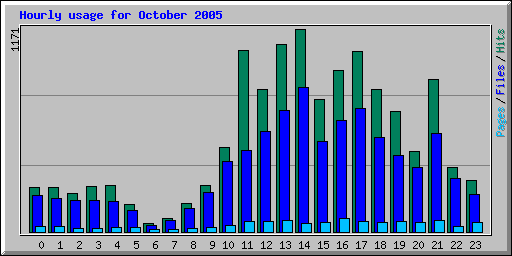 Hourly usage for October 2005
1171
Pages/Files/Hits
0 1 2 3 4 5 6 7 8 9 10 11 12 13 14 15 16 17 18 19 20 21 22 23